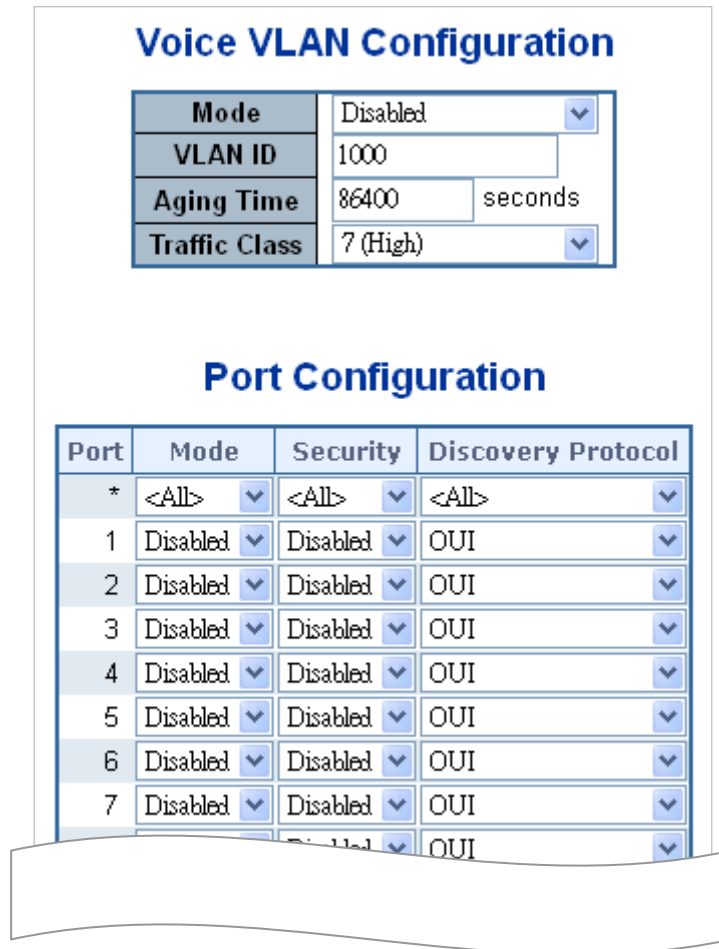 Voice VLAN Configuration
Mode Disabled
VLAN ID 1000
Aging Time 86400 seconds
Traffic Class 7 (High)
Port Configuration
Port Mode Security Discovery Protocol
* <All> <All> <All>
1 Disabled Disabled OUI
2 Disabled Disabled OUI
3 Disabled Disabled OUI
4 Disabled Disabled OUI
5 Disabled Disabled OUI
6 Disabled Disabled OUI
7 Disabled Disabled OUI
OUI